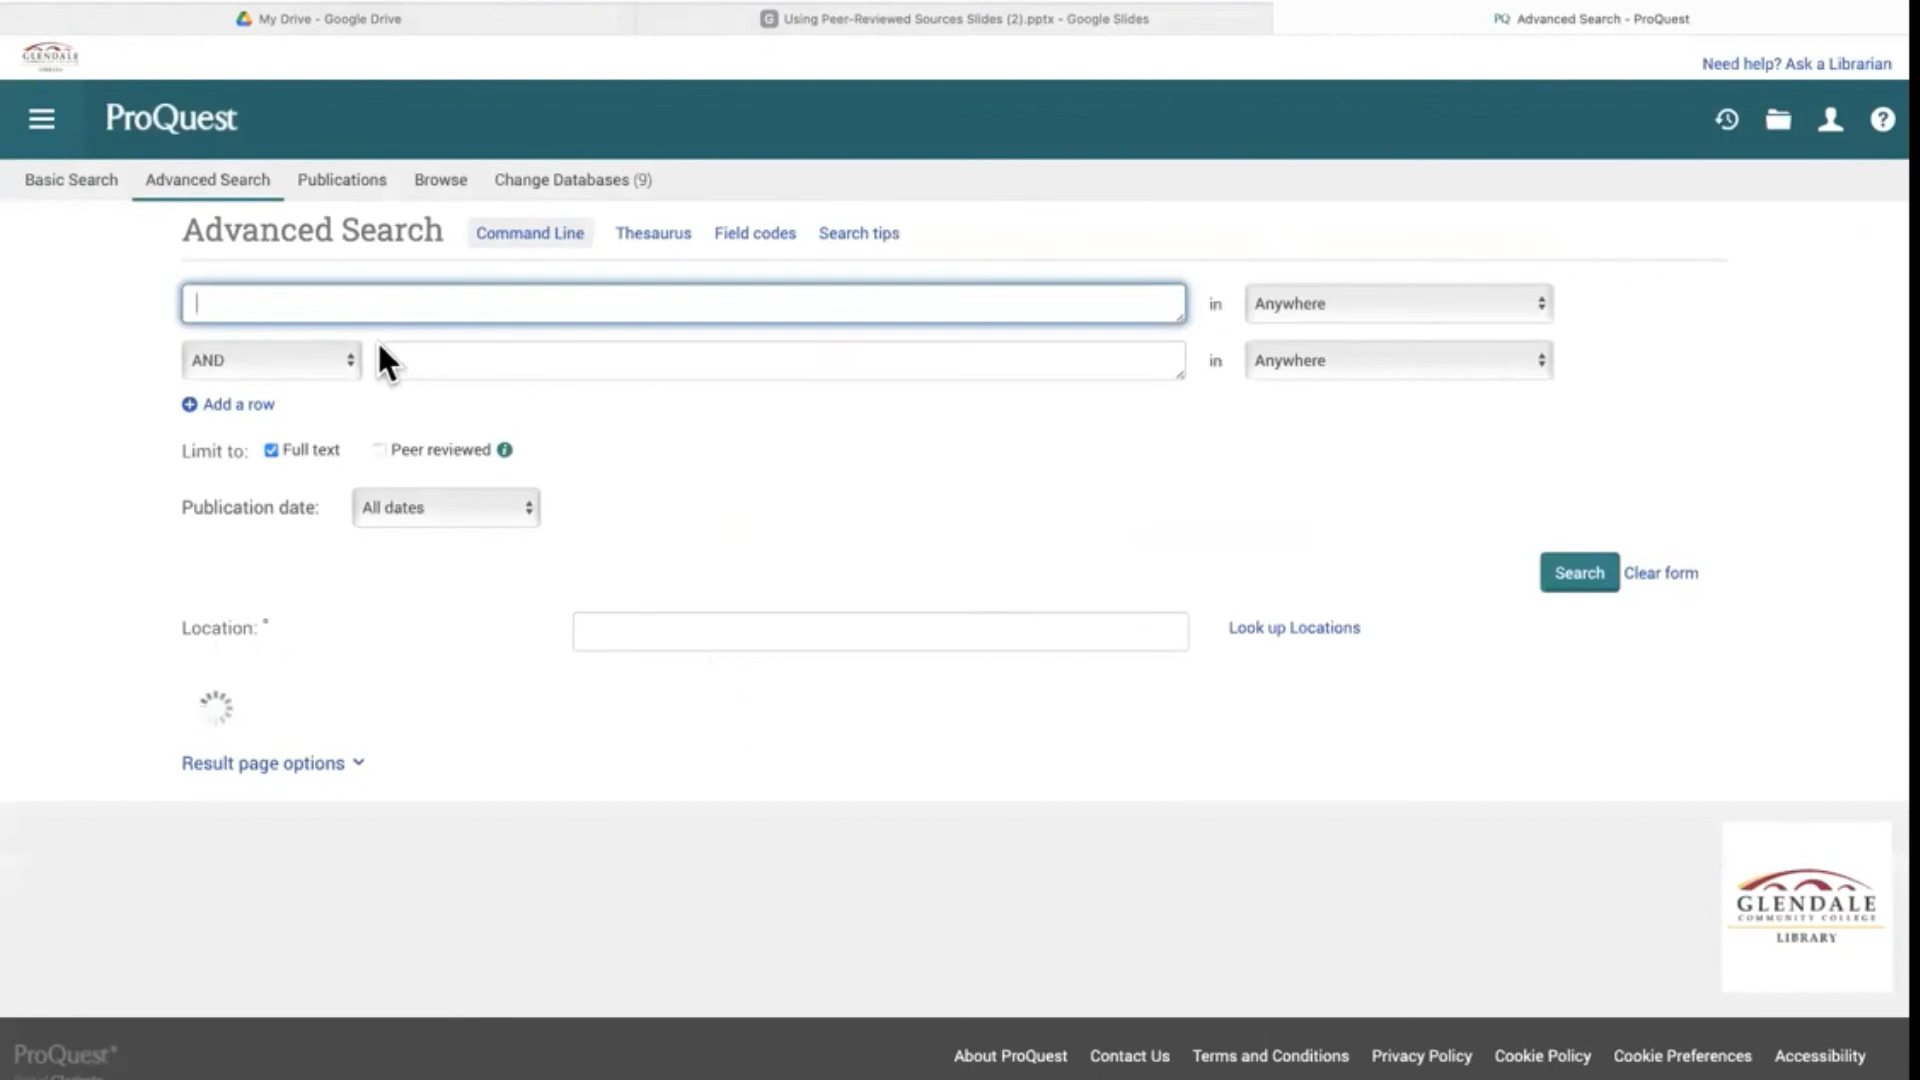 My Drive - Google Drive
Using Peer-Reviewed Sources Slides (2).pptx - Google Slides
PQ Advanced Search - ProQuest
GLENDALE
Need help? Ask a Librarian
ProQuest
Basic Search Advanced Search Publications Browse Change Databases (9)
Advanced Search Command Line Thesaurus Field codes Search tips
in Anywhere
AND in Anywhere
Add a row
Limit to: Full text Peer reviewed
Publication date: All dates
Search Clear form
Location: * Look up Locations
Result page options
GLENDALE
COMMUNITY COLLEGE
LIBRARY
ProQuest
About ProQuest Contact Us Terms and Conditions Privacy Policy Cookie Policy Cookie Preferences Accessibility